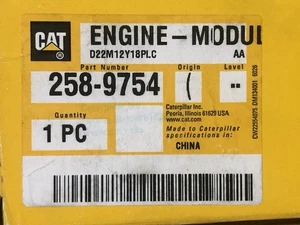 CAT ENGINE-MODUL
D22M12Y18PLC AA
Part Number Origin Level
258-9754 ( --
Quantity
1 PC
Caterpillar Inc.
Peoria, Illinois 61629 USA
www.cat.com
Made to Caterpillar
specifications in:
CHINA